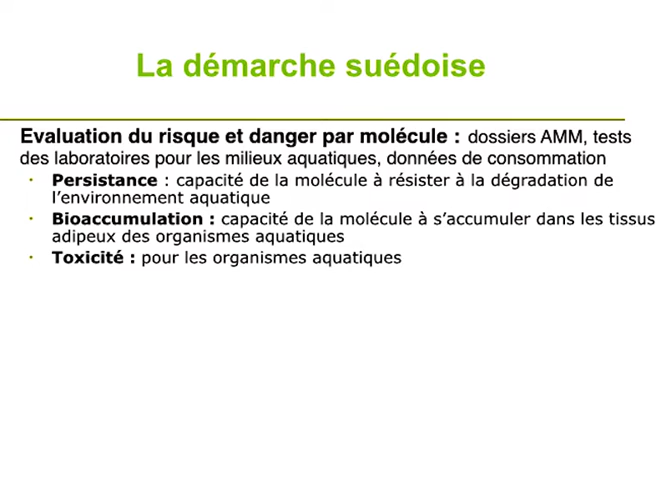 La démarche suédoise
Evaluation du risque et danger par molécule : dossiers AMM, tests
des laboratoires pour les milieux aquatiques, données de consommation
• Persistance : capacité de la molécule à résister à la dégradation de
l’environnement aquatique
• Bioaccumulation : capacité de la molécule à s’accumuler dans les tissus
adipeux des organismes aquatiques
• Toxicité : pour les organismes aquatiques